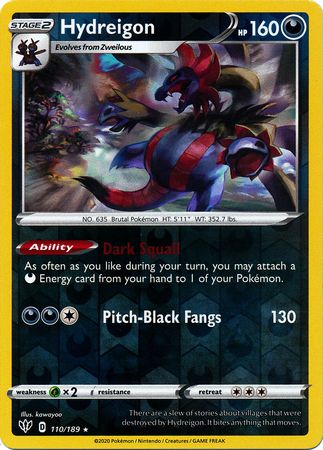 STAGE 2
Hydreigon
HP 160
Evolves from Zweilous
NO. 635 Brutal Pokémon HT: 5'11" WT: 352.7 lbs.
Ability Dark Squall
As often as you like during your turn, you may attach a
Energy card from your hand to 1 of your Pokémon.
Pitch-Black Fangs 130
weakness ×2 resistance retreat
Illus. kawayoo
D 110/189 ★
There are a slew of stories about villages that were
destroyed by Hydreigon. It bites anything that moves.
©2020 Pokémon / Nintendo / Creatures / GAME FREAK